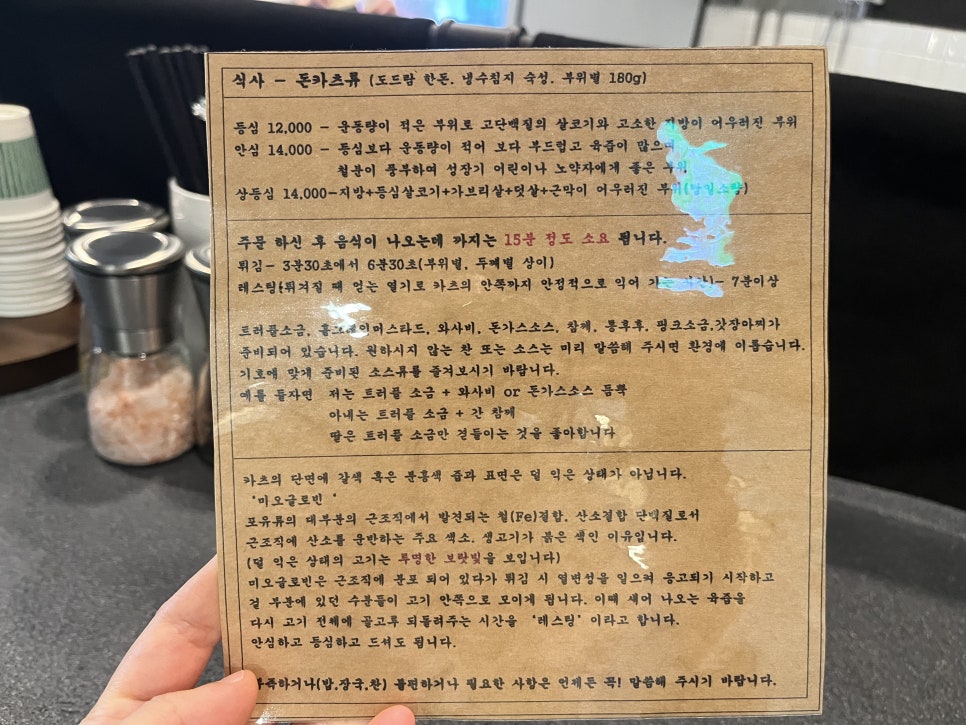 식사 - 돈카츠류 (도드람 한돈. 냉수침지 숙성. 부위별 180g)
등심 12,000 - 운동량이 적은 부위로 고단백질의 살코기와 고소한 지방이 어우러진 부위
안심 14,000 - 등심보다 운동량이 적어 보다 부드럽고 육즙이 많으며
철분이 풍부하여 성장기 어린이나 노약자에게 좋은 부위
상등심 14,000-지방+등심살코기+가브리살+덧살+근막이 어우러진 부위(당일소량)
주문 하신 후 음식이 나오는데 까지는 15분 정도 소요 됩니다.
튀김- 3분30초에서 6분30초(부위별, 두께별 상이)
레스팅(튀겨질 때 얻는 열기로 카츠의 안쪽까지 안정적으로 익어 가는 시간)- 7분이상
트러플소금, 홀그레인머스타드, 와사비, 돈가스소스, 참깨, 통후추, 핑크소금,갓장아찌가
준비되어 있습니다. 원하시지 않는 찬 또는 소스는 미리 말씀해 주시면 환경에 이롭습니다.
기호에 맞게 준비된 소스류를 즐겨보시기 바랍니다.
예를 들자면 저는 트러플 소금 + 와사비 or 돈가스소스 듬뿍
아내는 트러플 소금 + 간 참깨
딸은 트러플 소금만 곁들이는 것을 좋아합니다
카츠의 단면에 갈색 혹은 분홍색 즙과 표면은 덜 익은 상태가 아닙니다.
'미오글로빈 '
포유류의 대부분의 근조직에서 발견되는 철(Fe)결합, 산소결합 단백질로서
근조직에 산소를 운반하는 주요 색소. 생고기가 붉은 색인 이유입니다.
(덜 익은 상태의 고기는 투명한 보랏빛을 보입니다)
미오글로빈은 근조직에 분포 되어 있다가 튀김 시 열변성을 일으켜 응고되기 시작하고
겉 부분에 있던 수분들이 고기 안쪽으로 모이게 됩니다. 이때 새어 나오는 육즙을
다시 고기 전체에 골고루 되돌려주는 시간을 '레스팅' 이라고 합니다.
안심하고 등심하고 드셔도 됩니다.
부족하거나(밥,장국,찬) 불편하거나 필요한 사항은 언제든 꼭! 말씀해 주시기 바랍니다.